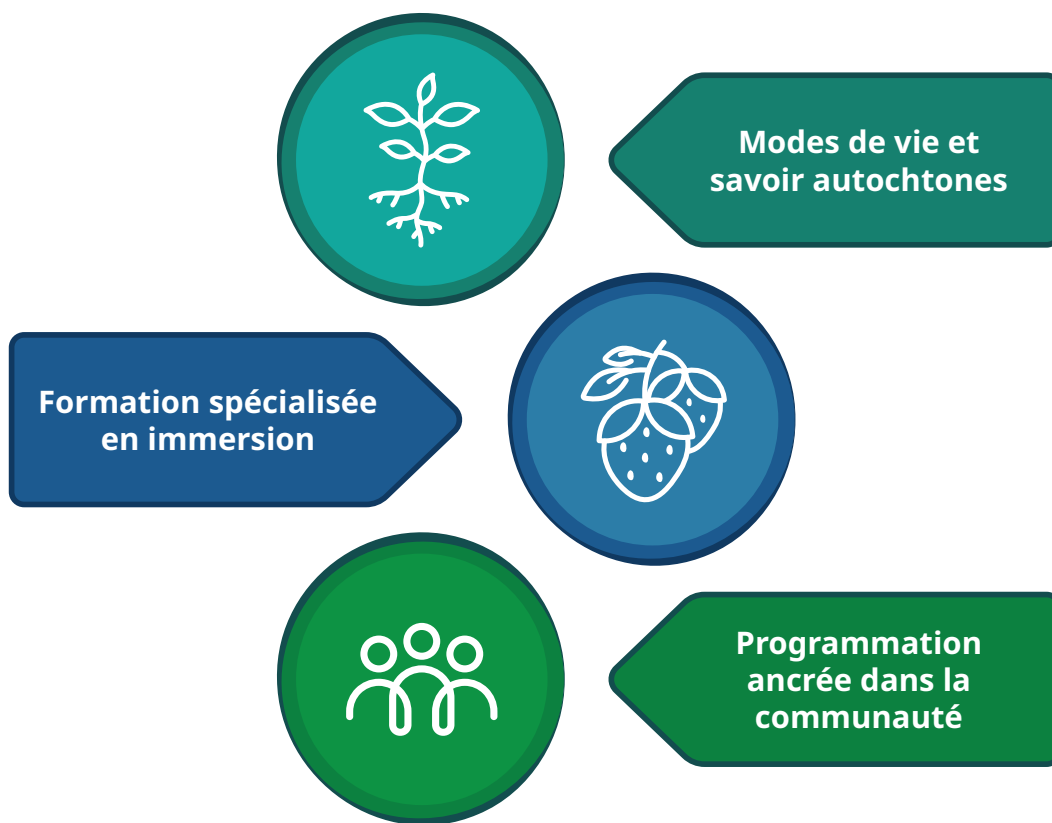 Modes de vie et
savoir autochtones
Formation spécialisée
en immersion
Programmation
ancrée dans la
communauté